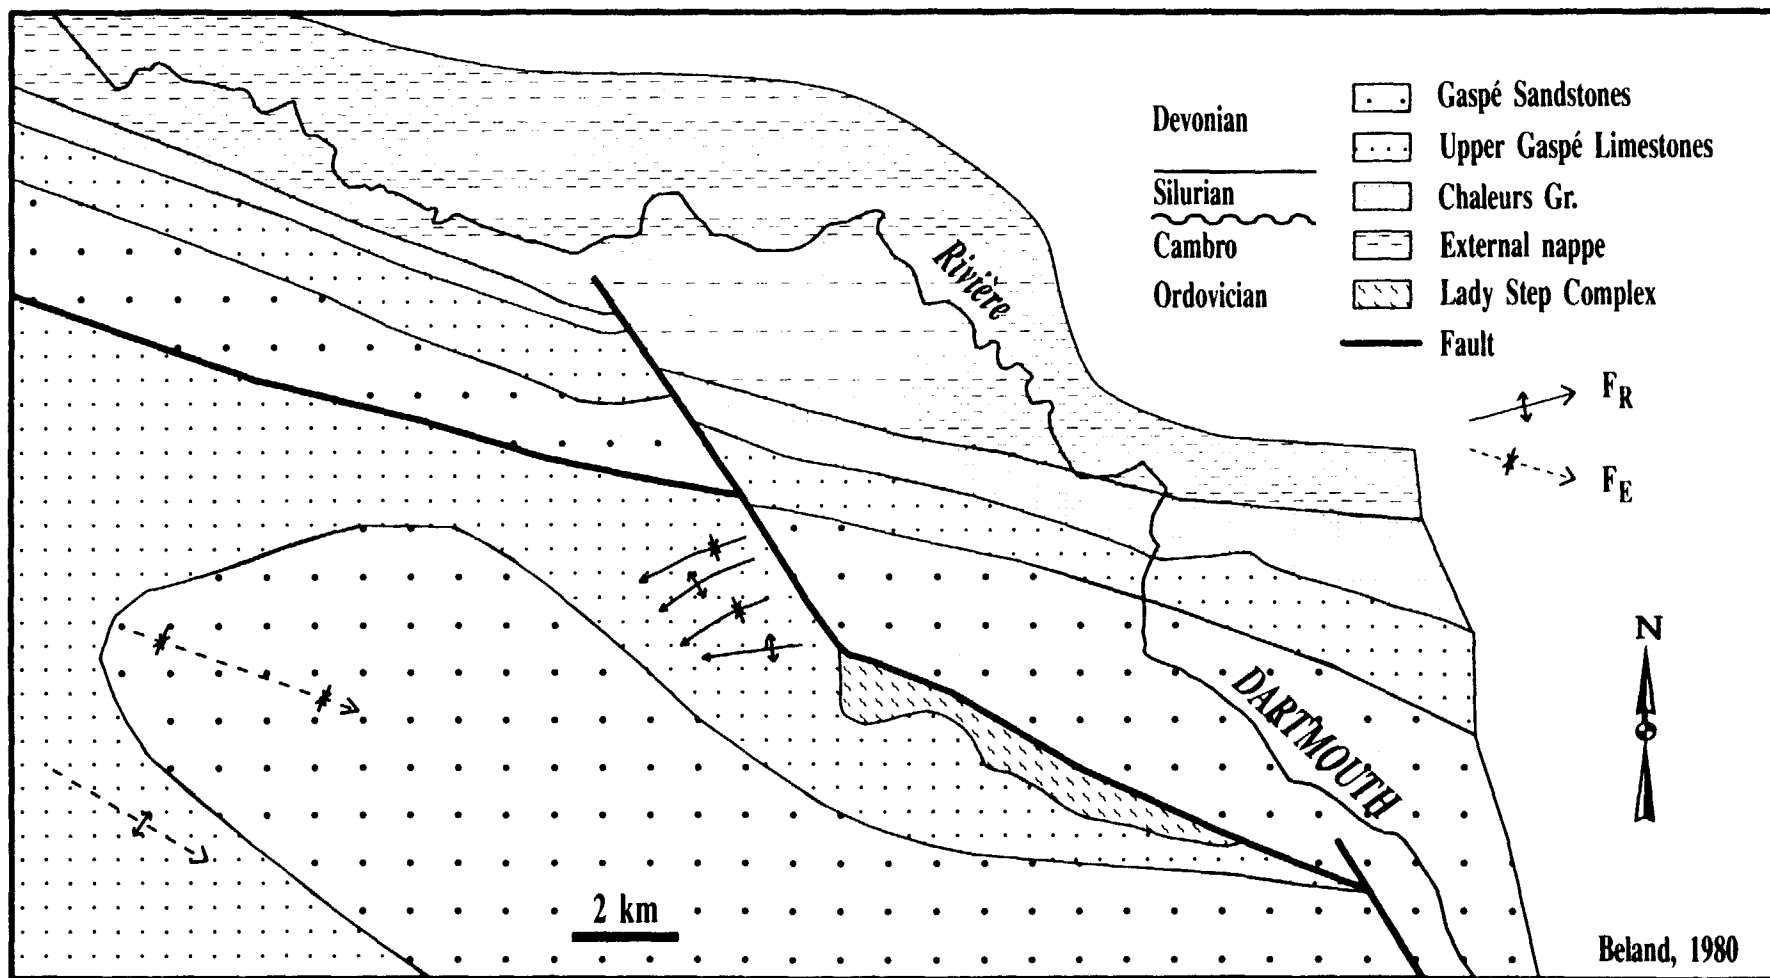 Devonian
Silurian
Cambro
Ordovician
Gaspé Sandstones
Upper Gaspé Limestones
Chaleurs Gr.
External nappe
Lady Step Complex
Fault
FR
FE
Rivière
DARTMOUTH
N
2 km
Beland, 1980